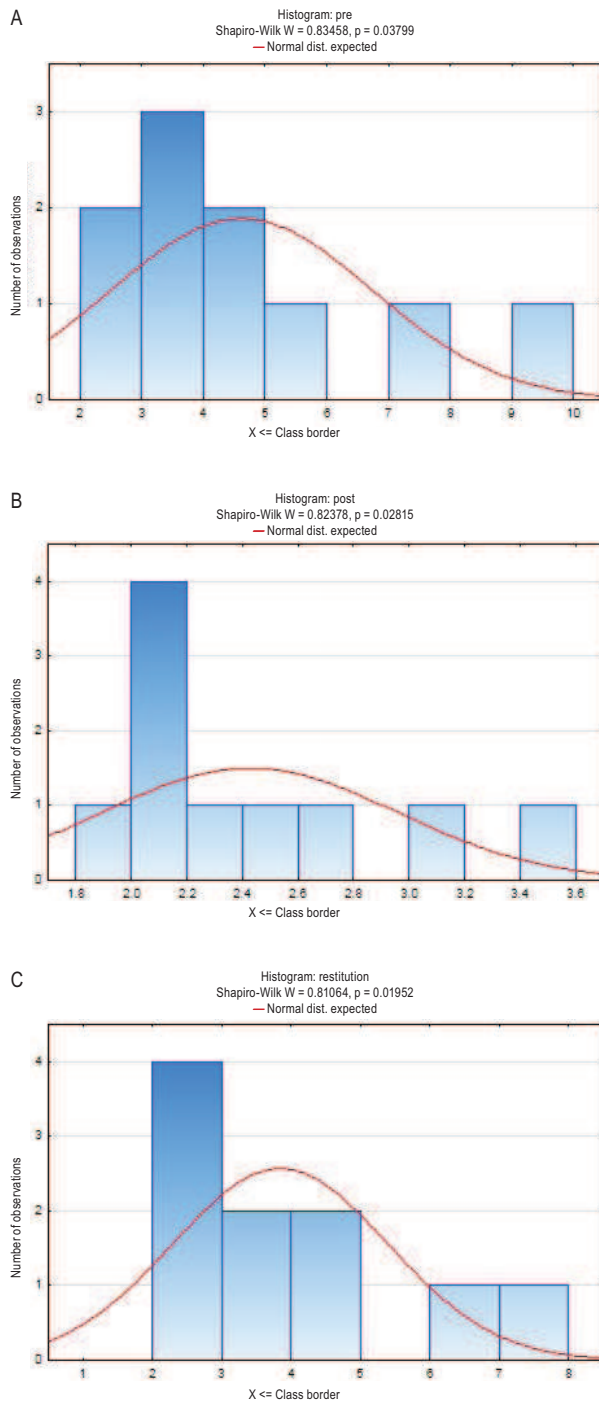 A
Histogram: pre
Shapiro-Wilk W = 0.83458, p = 0.03799
Normal dist. expected
Number of observations
3
2
1
0
2 3 4 5 6 7 8 9 10
X <= Class border
B
Histogram: post
Shapiro-Wilk W = 0.82378, p = 0.02815
Normal dist. expected
Number of observations
4
3
2
1
0
1.8 2.0 2.2 2.4 2.6 2.8 3.0 3.2 3.4 3.6
X <= Class border
C
Histogram: restitution
Shapiro-Wilk W = 0.81064, p = 0.01952
Normal dist. expected
Number of observations
4
3
2
1
0
1 2 3 4 5 6 7 8
X <= Class border